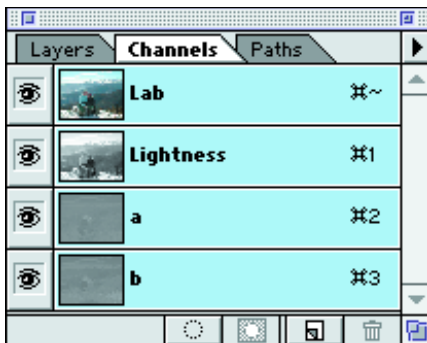 Layers Channels Paths
Lab ⌘~
Lightness ⌘1
a ⌘2
b ⌘3